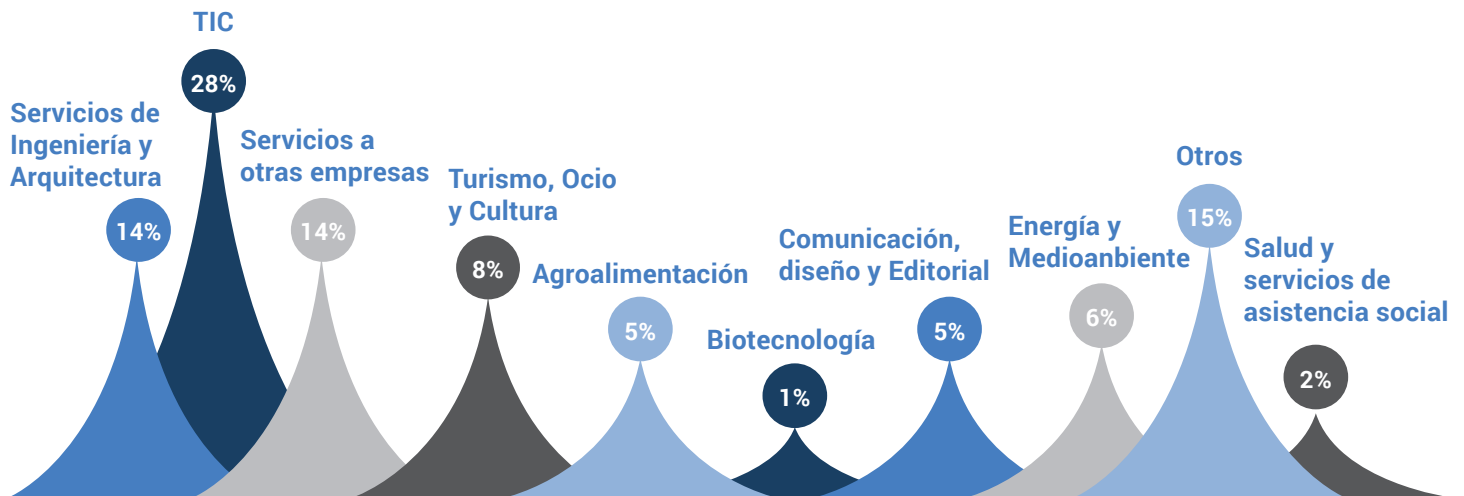 TIC
28%
Servicios de
Ingeniería y
Arquitectura
14%
Servicios a
otras empresas
14%
Turismo, Ocio
y Cultura
8%
Agroalimentación
5%
Biotecnología
1%
Comunicación,
diseño y Editorial
5%
Energía y
Medioanbiente
6%
Otros
15%
Salud y
servicios de
asistencia social
2%